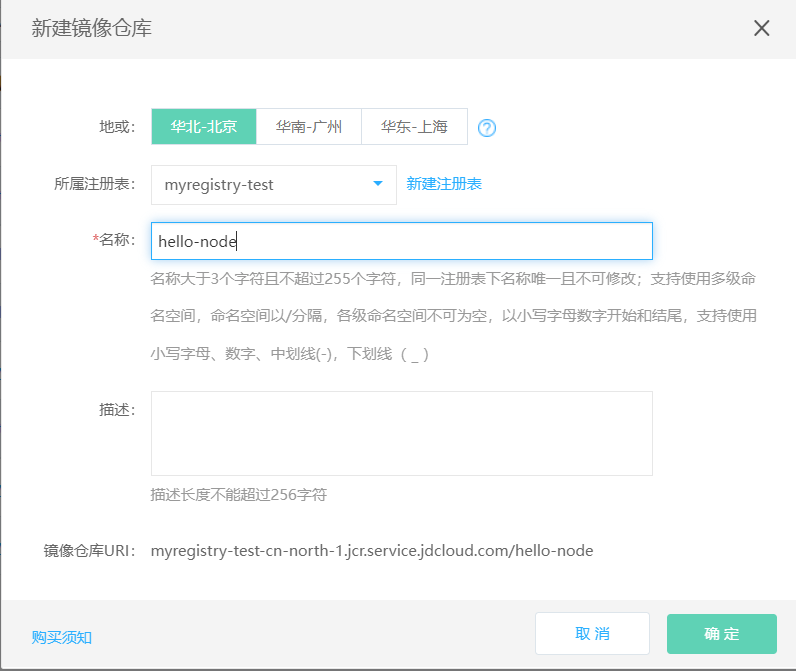 新建镜像仓库
地或： 华北-北京 华南-广州 华东-上海 ?
所属注册表： myregistry-test 新建注册表
*名称： hello-node
名称大于3个字符且不超过255个字符，同一注册表下名称唯一且不可修改；支持使用多级命
名空间，命名空间以/分隔，各级命名空间不可为空，以小写字母数字开始和结尾，支持使用
小写字母、数字、中划线(-)，下划线（ _ ）
描述：
描述长度不能超过256字符
镜像仓库URI： myregistry-test-cn-north-1.jcr.service.jdcloud.com/hello-node
购买须知 取 消 确 定